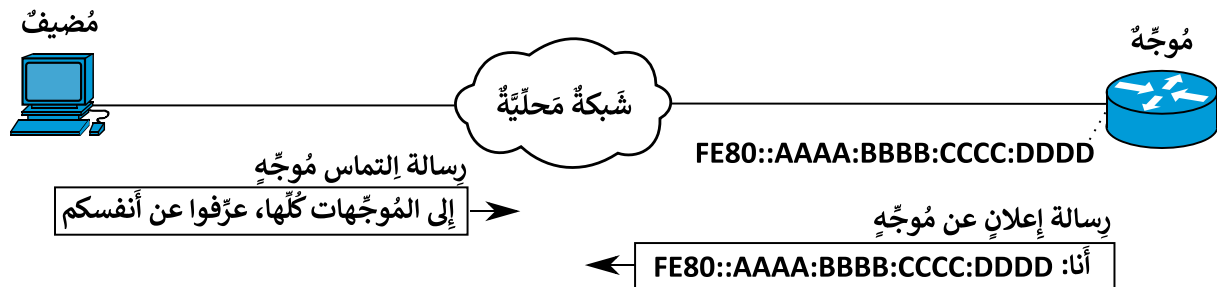 مُضيفٌ
مُوجِّهٌ
شَبكةٌ مَحلِّيَّةٌ
FE80::AAAA:BBBB:CCCC:DDDD
رِسالة اِلتماس مُوجِّهٍ
إِلى المُوجِّهات كُلِّها، عرِّفوا عن أَنفسكم
رِسالة إِعلانٍ عن مُوجِّهٍ
أَنا: FE80::AAAA:BBBB:CCCC:DDDD